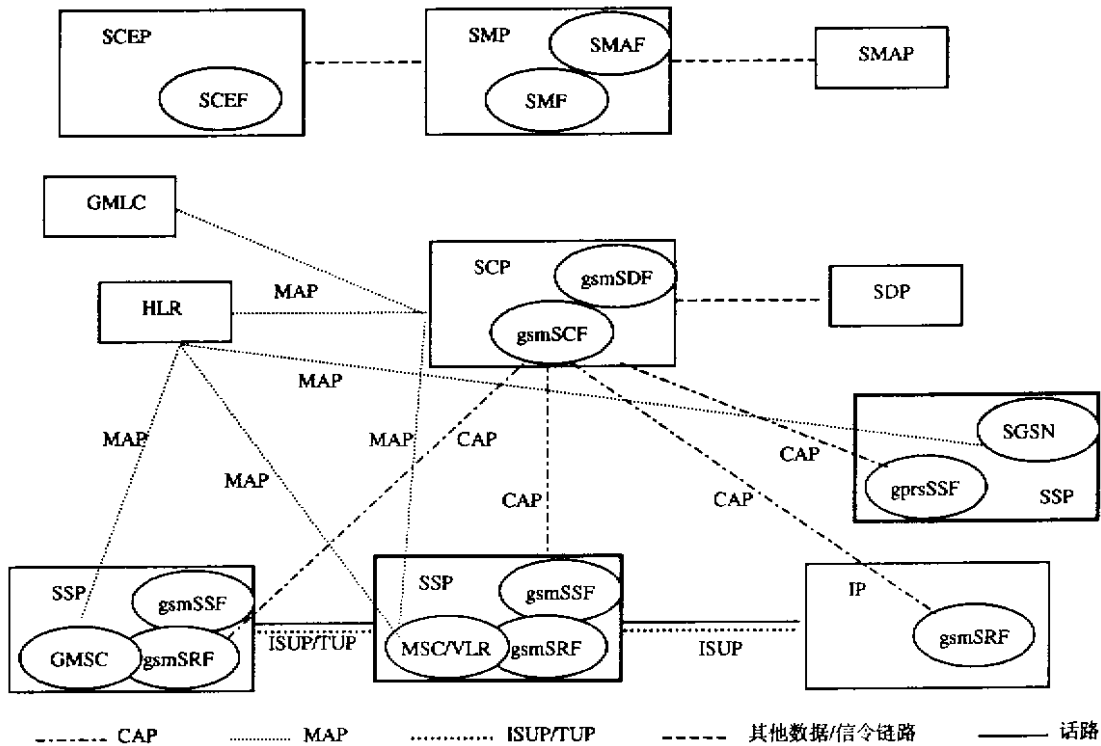 SCEP
SCEF
SMP
SMAF
SMF
SMAP
GMLC
HLR
MAP
SCP
gsmSDF
gsmSCF
SDP
MAP
MAP
MAP
MAP
CAP
CAP
CAP
CAP
SGSN
gprsSSF
SSP
SSP
gsmSSF
GMSC
gsmSRF
ISUP/TUP
SSP
gsmSSF
MSC/VLR
gsmSRF
ISUP
IP
gsmSRF
CAP
MAP
ISUP/TUP
其他数据/信令链路
话路